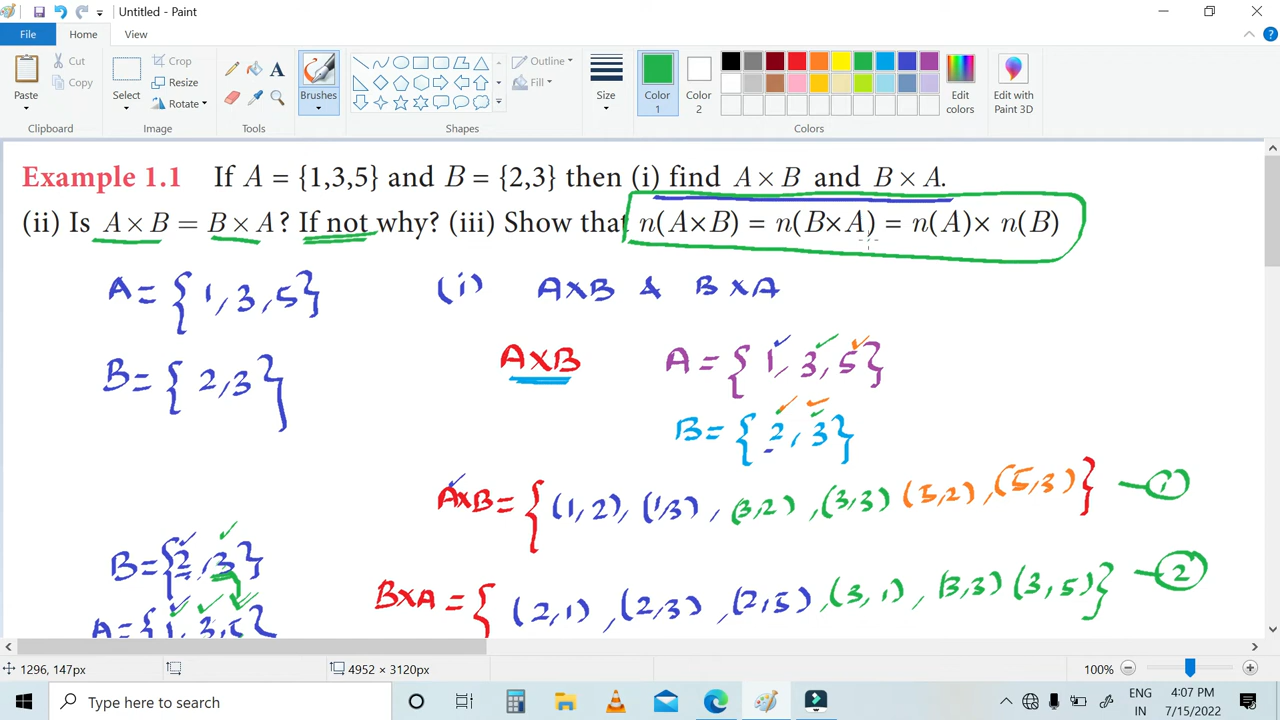 Untitled - Paint
File Home View
Paste
Cut
Copy
Clipboard
Select
Crop
Resize
Rotate
Image
Tools
Brushes
Shapes
Outline
Fill
Size
Color 1
Color 2
Edit colors
Edit with Paint 3D
Colors
Example 1.1 If A = {1,3,5} and B = {2,3} then (i) find A × B and B × A.
(ii) Is A × B = B × A? If not why? (iii) Show that n(A×B) = n(B×A) = n(A)× n(B)
A = {1, 3, 5}
(i) A×B & B×A
B = {2, 3}
A×B
A = {1, 3, 5}
B = {2, 3}
A×B = {(1, 2), (1,3), (3,2), (3,3) (5,2), (5,3)} —①
B = {2, 3}
B×A = {(2,1), (2,3), (2,5), (3,1), (3,3) (3,5)} —②
A = {1, 3, 5}
1296, 147px
4952 × 3120px
100%
Type here to search
ENG
IN
4:07 PM
7/15/2022